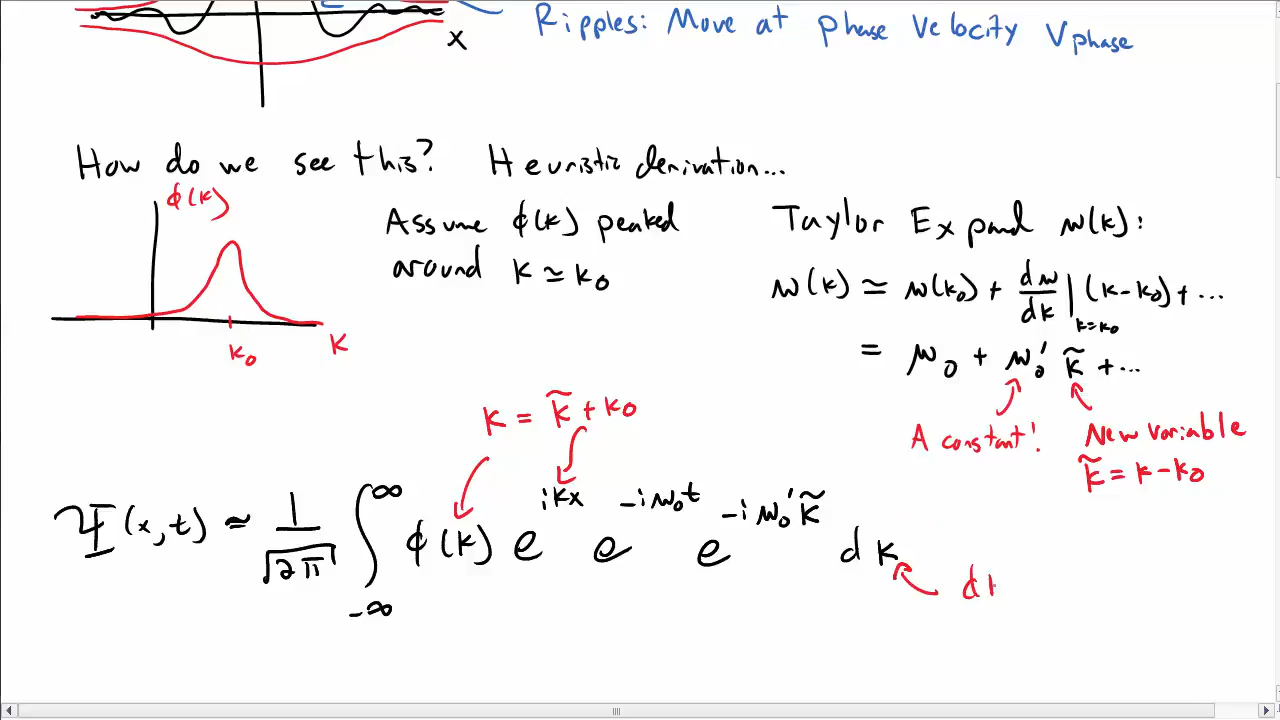 Ripples: Move at phase velocity Vphase
x
How do we see this? Heuristic derivation...
ϕ(k)
k₀
k
Assume ϕ(k) peaked
around k ≃ k₀
Taylor Expand ω(k):
ω(k) ≃ ω(k₀) + dω/dk |ₖ₌ₖ₀ (k-k₀) + ...
= ω₀ + ω₀' k̃ + ...
A constant!
New variable
k̃ = k - k₀
k = k̃ + k₀
Ψ(x,t) ≈ 1/√2π ∫_-∞^∞ ϕ(k) e^ikx e^-iω₀t e^-iω₀'k̃ dk
d